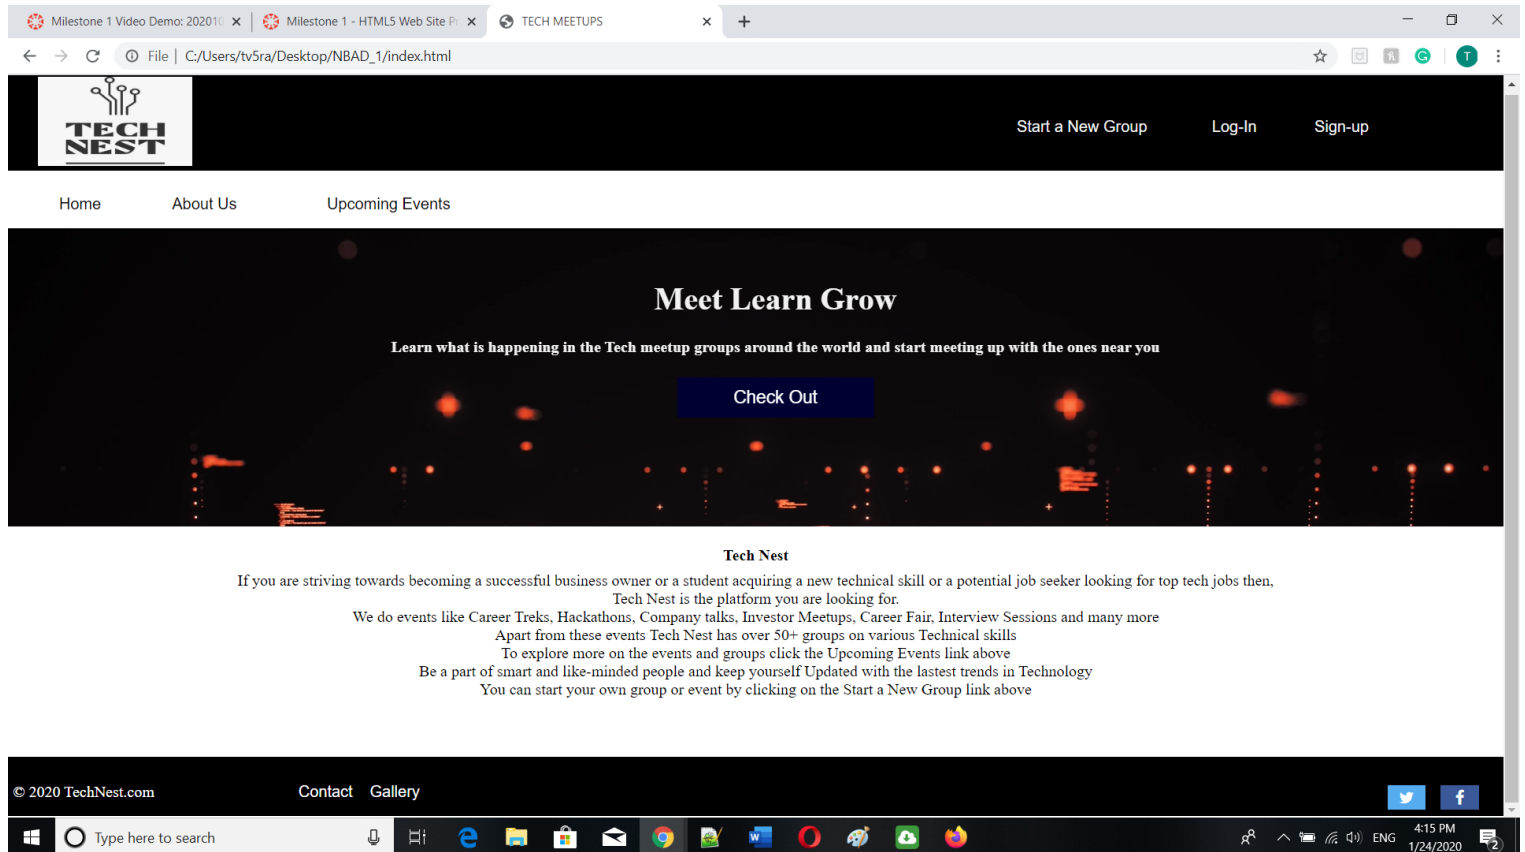 Milestone 1 Video Demo: 20201
Milestone 1 - HTML5 Web Site P
TECH MEETUPS
File
C:/Users/tv5ra/Desktop/NBAD_1/index.html
T
TECH
NEST
Start a New Group
Log-In
Sign-up
Home
About Us
Upcoming Events
Meet Learn Grow
Learn what is happening in the Tech meetup groups around the world and start meeting up with the ones near you
Check Out
Tech Nest
If you are striving towards becoming a successful business owner or a student acquiring a new technical skill or a potential job seeker looking for top tech jobs then,
Tech Nest is the platform you are looking for.
We do events like Career Treks, Hackathons, Company talks, Investor Meetups, Career Fair, Interview Sessions and many more
Apart from these events Tech Nest has over 50+ groups on various Technical skills
To explore more on the events and groups click the Upcoming Events link above
Be a part of smart and like-minded people and keep yourself Updated with the lastest trends in Technology
You can start your own group or event by clicking on the Start a New Group link above
© 2020 TechNest.com
Contact
Gallery
Type here to search
ENG
4:15 PM
1/24/2020
2